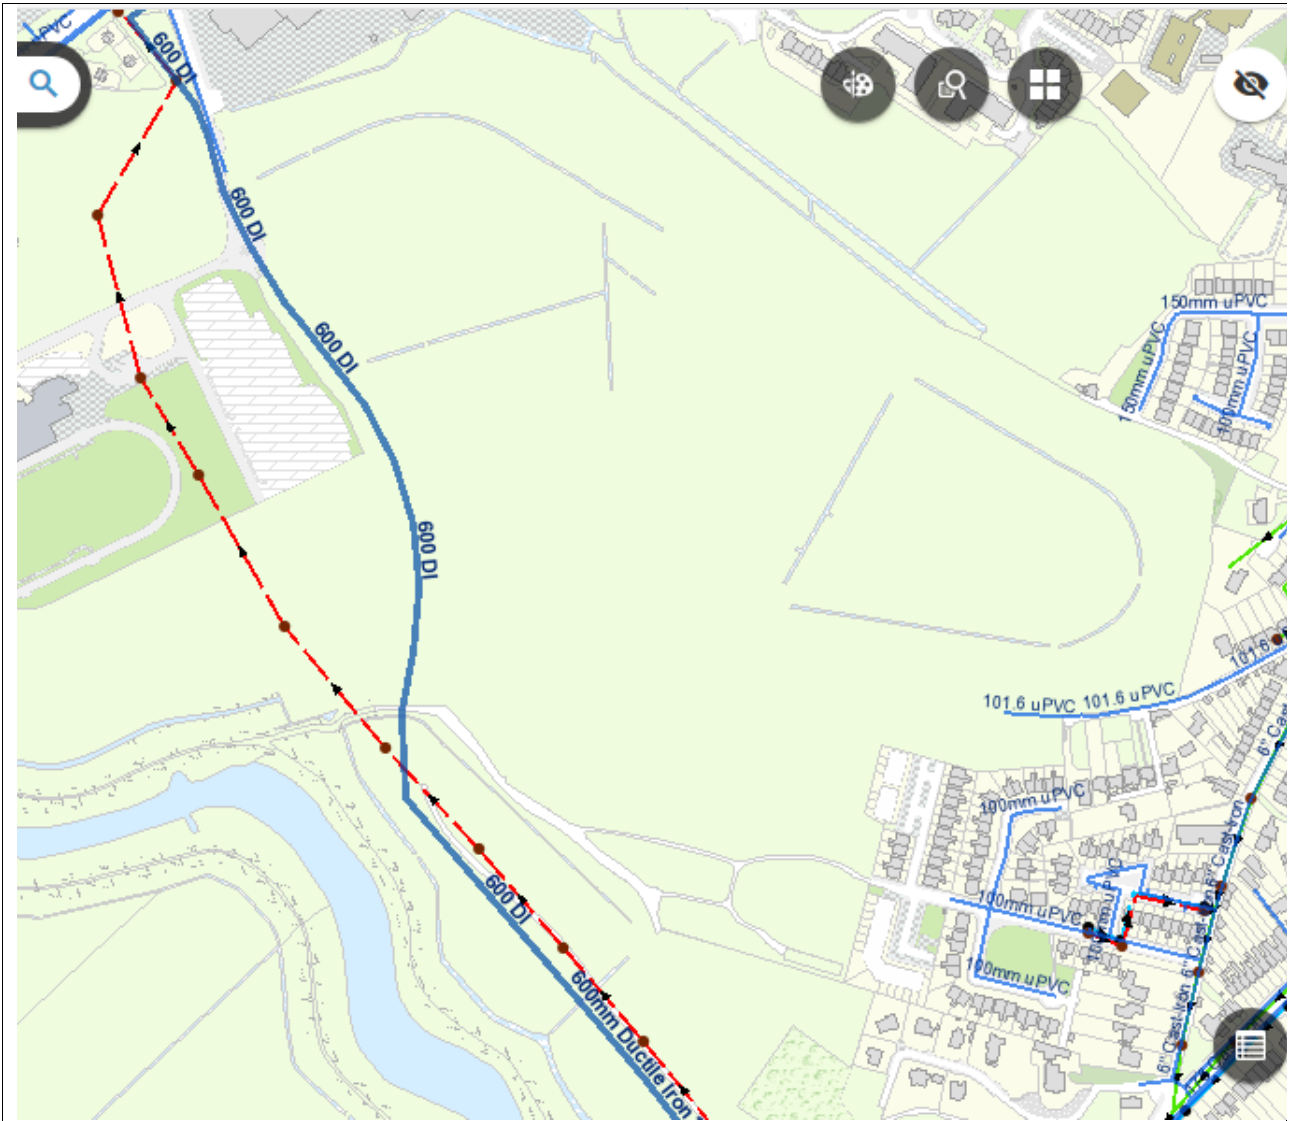 PVC
600 DI
600 DI
150mm uPVC
600 DI
150mm uPVC
100mm uPVC
600 DI
101.6
101.6 uPVC 101.6 uPVC
6" Cast
100mm uPVC
6" Cast-Iron
100mm uPVC
600 DI
100mm uPVC
100mm uPVC
600mm Ductile Iron
6" Cast-Iron 6" Cast-Iron